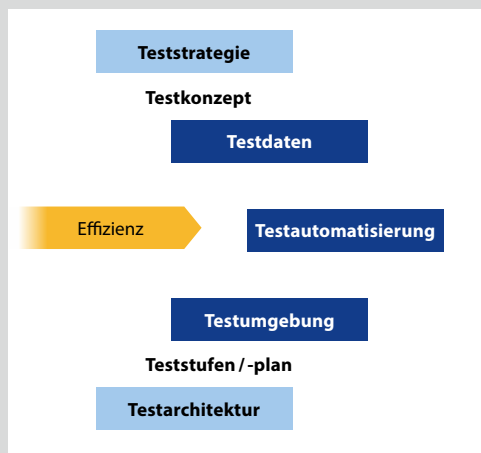 Teststrategie
Testkonzept
Testdaten
Effizienz
Testautomatisierung
Testumgebung
Teststufen / -plan
Testarchitektur